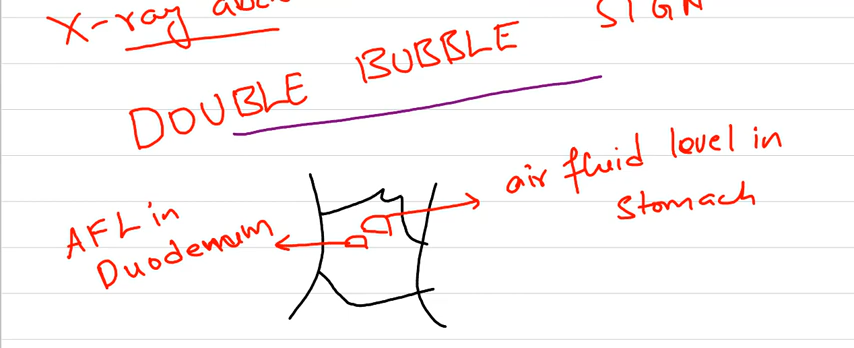 X-ray
SIGN
DOUBLE BUBBLE
air fluid level in
stomach
AFL in
Duodenum